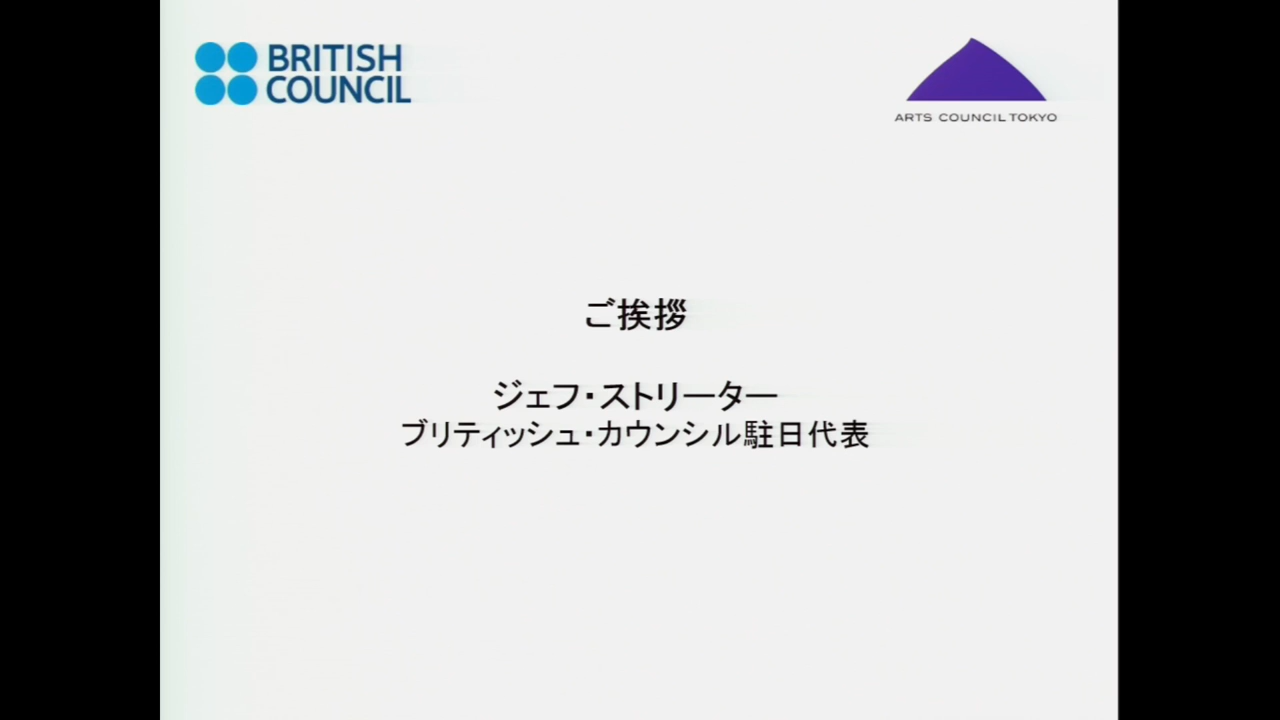 BRITISH
COUNCIL
ARTS COUNCIL TOKYO
ご挨拶
ジェフ・ストリーター
ブリティッシュ・カウンシル駐日代表